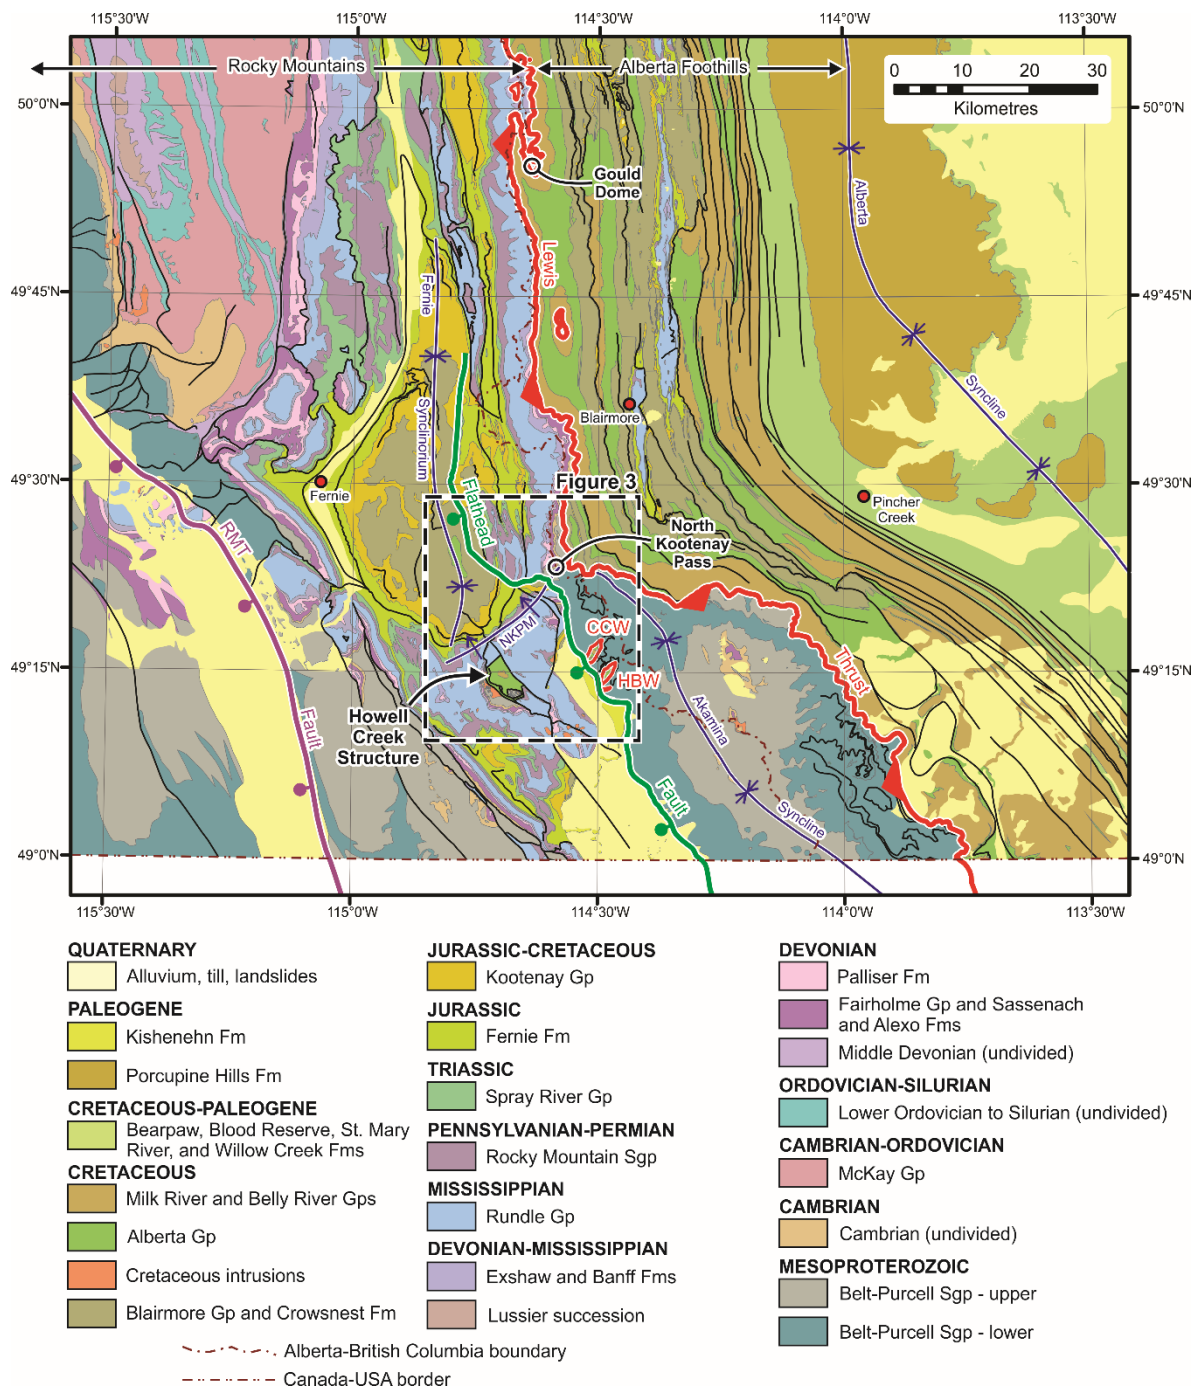 115°30'W
115°0'W
114°30'W
114°0'W
113°30'W
Rocky Mountains
Alberta Foothills
0
10
20
30
Kilometres
50°0'N
50°0'N
Gould
Dome
Alberta
Lewis
Fernie
49°45'N
49°45'N
Syncline
Synclinorium
Blairmore
49°30'N
49°30'N
Fernie
Figure 3
Pincher
Creek
Flathead
North
Kootenay
Pass
RMT
NKPM
CCW
HBW
49°15'N
49°15'N
Thrust
Akamina
Howell
Creek
Structure
Fault
Fault
Syncline
49°0'N
49°0'N
115°30'W
115°0'W
114°30'W
114°0'W
113°30'W
QUATERNARY
Alluvium, till, landslides
PALEOGENE
Kishenehn Fm
Porcupine Hills Fm
CRETACEOUS-PALEOGENE
Bearpaw, Blood Reserve, St. Mary
River, and Willow Creek Fms
CRETACEOUS
Milk River and Belly River Gps
Alberta Gp
Cretaceous intrusions
Blairmore Gp and Crowsnest Fm
JURASSIC-CRETACEOUS
Kootenay Gp
JURASSIC
Fernie Fm
TRIASSIC
Spray River Gp
PENNSYLVANIAN-PERMIAN
Rocky Mountain Sgp
MISSISSIPPIAN
Rundle Gp
DEVONIAN-MISSISSIPPIAN
Exshaw and Banff Fms
Lussier succession
DEVONIAN
Palliser Fm
Fairholme Gp and Sassenach
and Alexo Fms
Middle Devonian (undivided)
ORDOVICIAN-SILURIAN
Lower Ordovician to Silurian (undivided)
CAMBRIAN-ORDOVICIAN
McKay Gp
CAMBRIAN
Cambrian (undivided)
MESOPROTEROZOIC
Belt-Purcell Sgp - upper
Belt-Purcell Sgp - lower
Alberta-British Columbia boundary
Canada-USA border